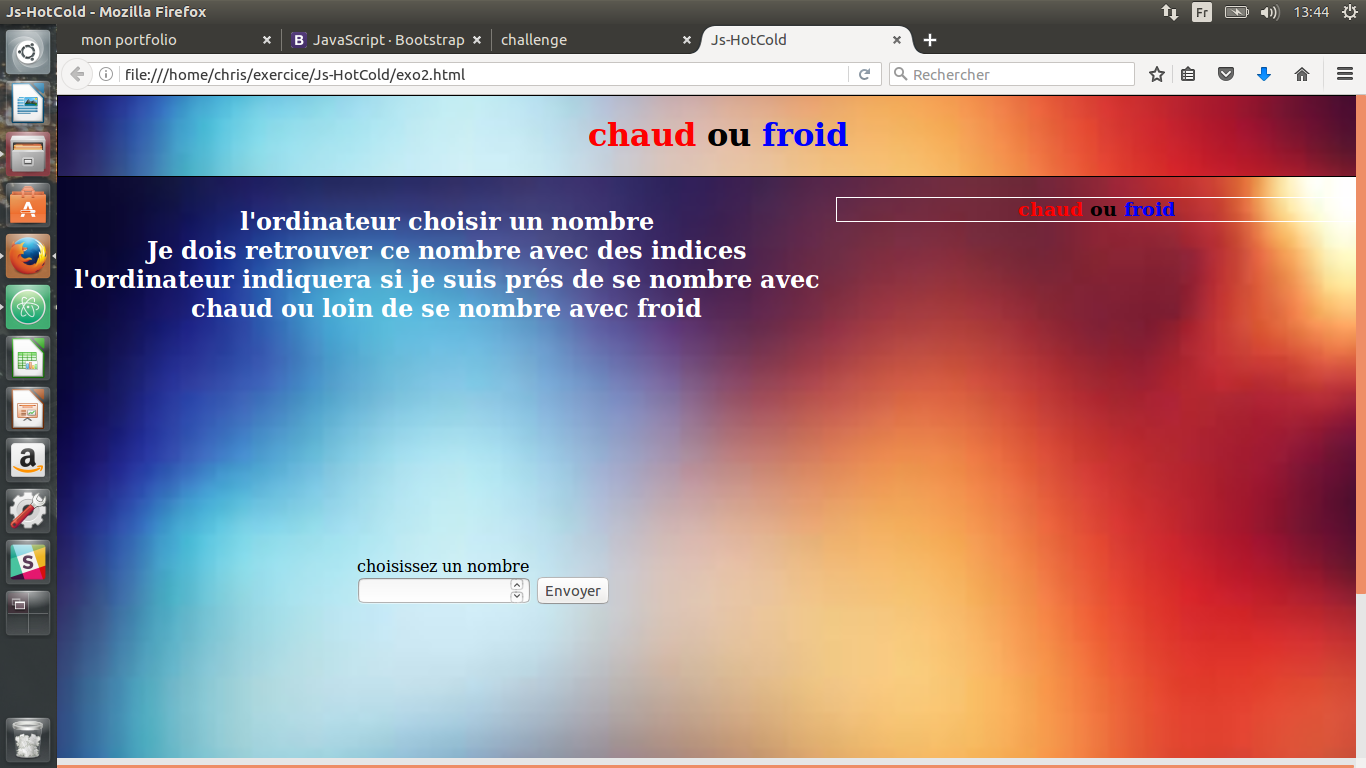 Js-HotCold - Mozilla Firefox
Fr
13:44
mon portfolio
B JavaScript · Bootstrap
challenge
Js-HotCold
file:///home/chris/exercice/Js-HotCold/exo2.html
Rechercher
chaud ou froid
l'ordinateur choisir un nombre
Je dois retrouver ce nombre avec des indices
l'ordinateur indiquera si je suis prés de se nombre avec
chaud ou loin de se nombre avec froid
chaud ou froid
choisissez un nombre
Envoyer